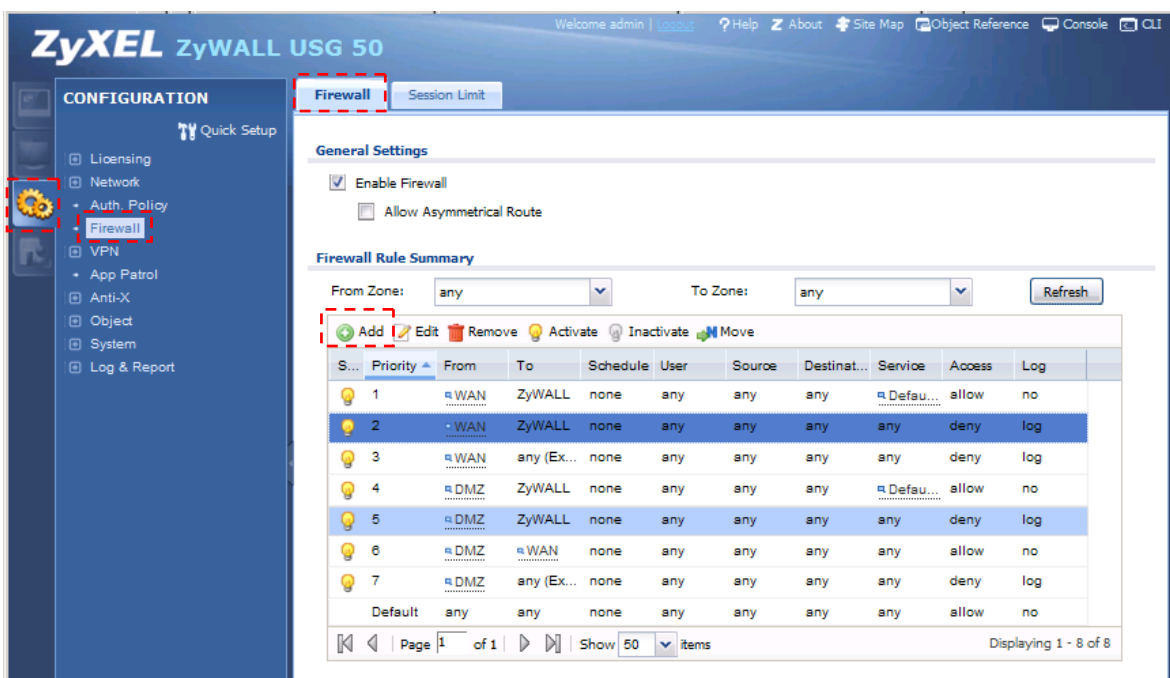 Welcome admin | Logout ?Help Z About Site Map Object Reference Console CLI
ZyXEL ZyWALL USG 50
CONFIGURATION
Quick Setup
Licensing
Network
Auth. Policy
Firewall
VPN
App Patrol
Anti-X
Object
System
Log & Report
Firewall Session Limit
General Settings
Enable Firewall
Allow Asymmetrical Route
Firewall Rule Summary
From Zone: any To Zone: any Refresh
Add Edit Remove Activate Inactivate Move
S... Priority From To Schedule User Source Destinat... Service Access Log
1 WAN ZyWALL none any any any Defau... allow no
2 WAN ZyWALL none any any any any deny log
3 WAN any (Ex... none any any any any deny log
4 DMZ ZyWALL none any any any Defau... allow no
5 DMZ ZyWALL none any any any any deny log
6 DMZ WAN none any any any any allow no
7 DMZ any (Ex... none any any any any deny log
Default any any none any any any any allow no
Page 1 of 1 Show 50 items Displaying 1 - 8 of 8